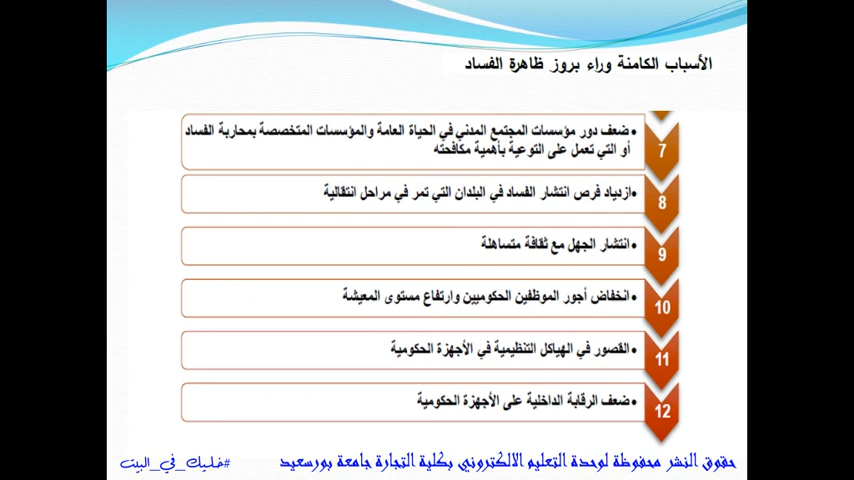 الأسباب الكامنة وراء بروز ظاهرة الفساد
7
•ضعف دور مؤسسات المجتمع المدني في الحياة العامة والمؤسسات المتخصصة بمحاربة الفساد
أو التي تعمل على التوعية بأهمية مكافحته
8
•ازدياد فرص انتشار الفساد في البلدان التي تمر في مراحل انتقالية
9
•انتشار الجهل مع ثقافة متساهلة
10
•انخفاض أجور الموظفين الحكوميين وارتفاع مستوى المعيشة
11
•القصور في الهياكل التنظيمية في الأجهزة الحكومية
12
•ضعف الرقابة الداخلية على الأجهزة الحكومية
حقوق النشر محفوظة لوحدة التعليم الالكتروني بكلية التجارة جامعة بورسعيد
#خليك_في_البيت